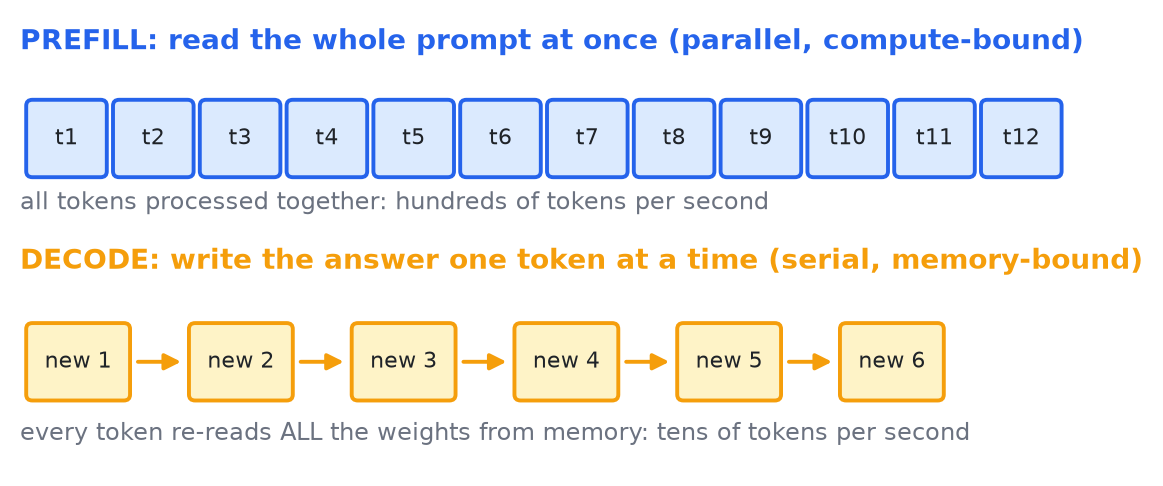 PREFILL: read the whole prompt at once (parallel, compute-bound)
t1 t2 t3 t4 t5 t6 t7 t8 t9 t10 t11 t12
all tokens processed together: hundreds of tokens per second
DECODE: write the answer one token at a time (serial, memory-bound)
new 1 new 2 new 3 new 4 new 5 new 6
every token re-reads ALL the weights from memory: tens of tokens per second